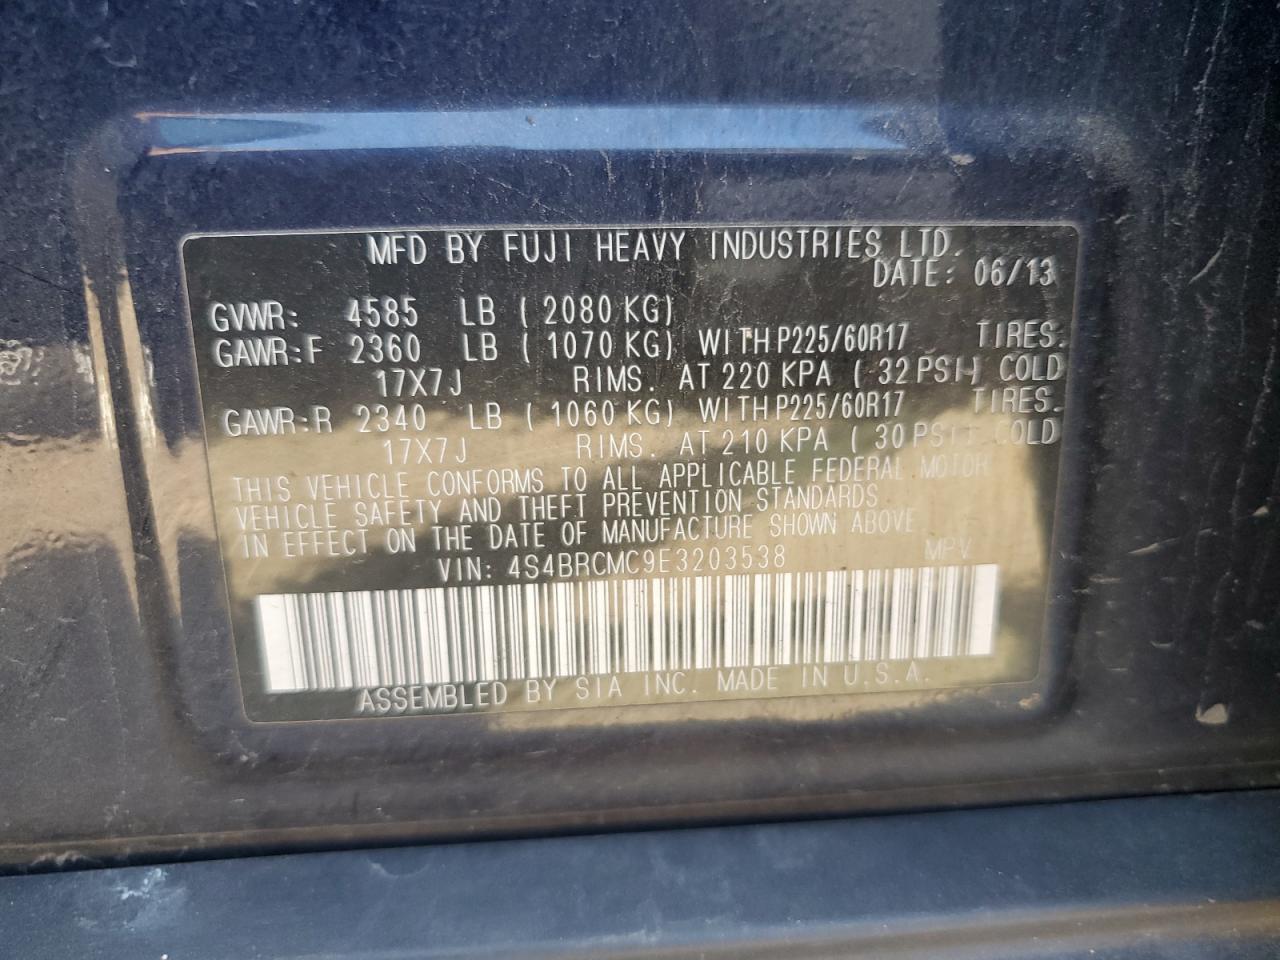 MFD BY FUJI HEAVY INDUSTRIES LTD.
DATE: 06/13
GVWR: 4585 LB ( 2080 KG)
GAWR:F 2360 LB ( 1070 KG) WITH P225/60R17 TIRES.
17X7J RIMS. AT 220 KPA ( 32 PSI) COLD
GAWR:R 2340 LB ( 1060 KG) WITH P225/60R17 TIRES.
17X7J RIMS. AT 210 KPA ( 30 PSI) COLD
THIS VEHICLE CONFORMS TO ALL APPLICABLE FEDERAL MOTOR
VEHICLE SAFETY AND THEFT PREVENTION STANDARDS
IN EFFECT ON THE DATE OF MANUFACTURE SHOWN ABOVE
VIN: 4S4BRCMC9E3203538 MPV
ASSEMBLED BY SIA INC. MADE IN U.S.A.